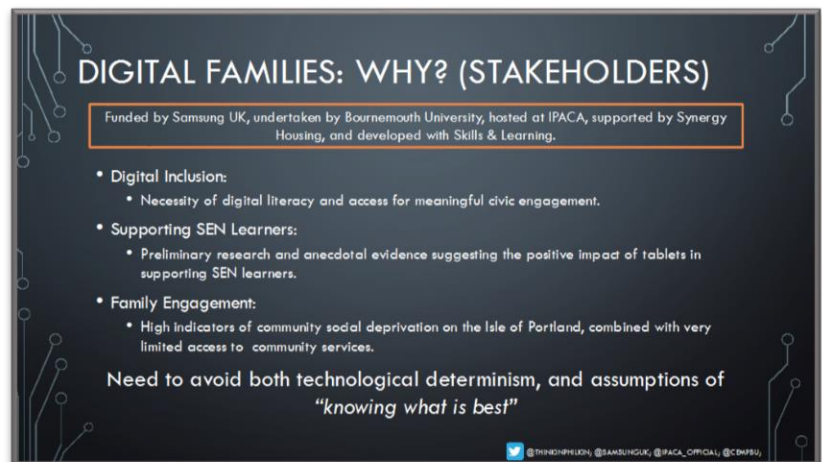 DIGITAL FAMILIES: WHY? (STAKEHOLDERS)
Funded by Samsung UK, undertaken by Bournemouth University, hosted at IPACA, supported by Synergy
Housing, and developed with Skills & Learning.
• Digital Inclusion:
• Necessity of digital literacy and access for meaningful civic engagement.
• Supporting SEN Learners:
• Preliminary research and anecdotal evidence suggesting the positive impact of tablets in
supporting SEN learners.
• Family Engagement:
• High indicators of community social deprivation on the Isle of Portland, combined with very
limited access to community services.
Need to avoid both technological determinism, and assumptions of
“knowing what is best”
@THINKINPHILKIN; @SAMSUNGUK; @IPACA_OFFICIAL; @CEMPBU;